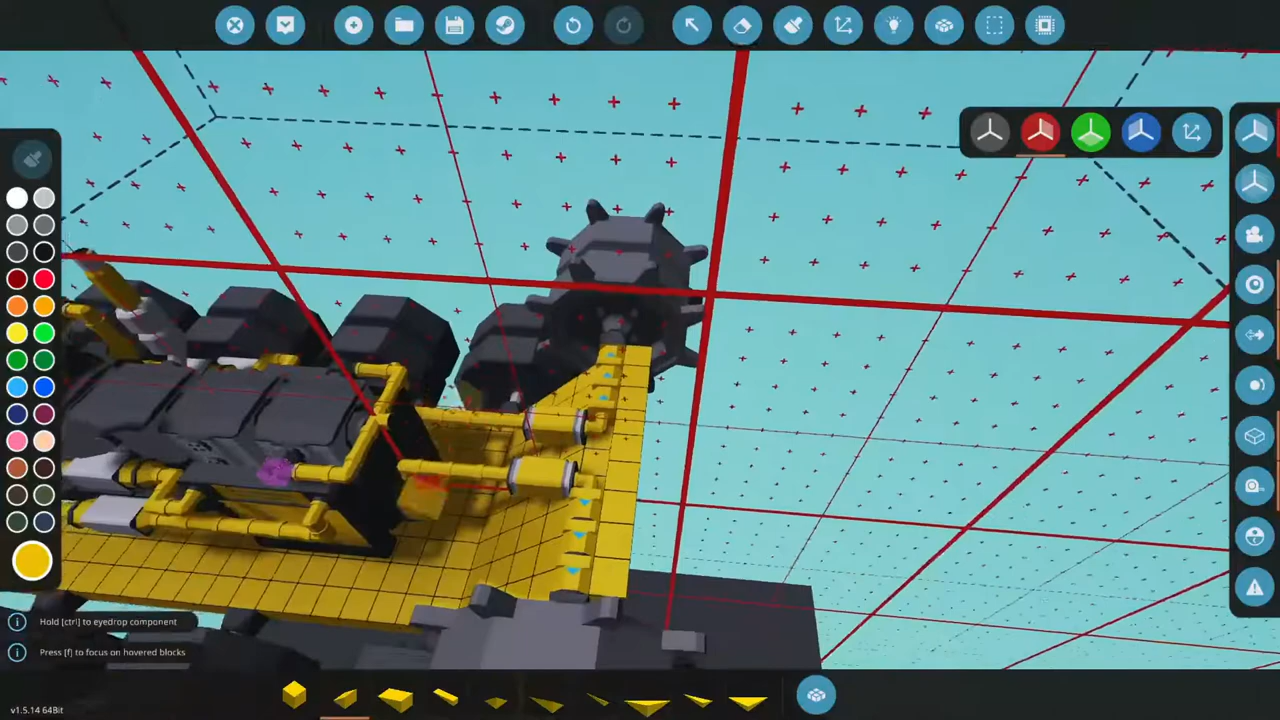 Hold [ctrl] to eyedrop component
Press [f] to focus on hovered blocks
v1.5.14 64Bit